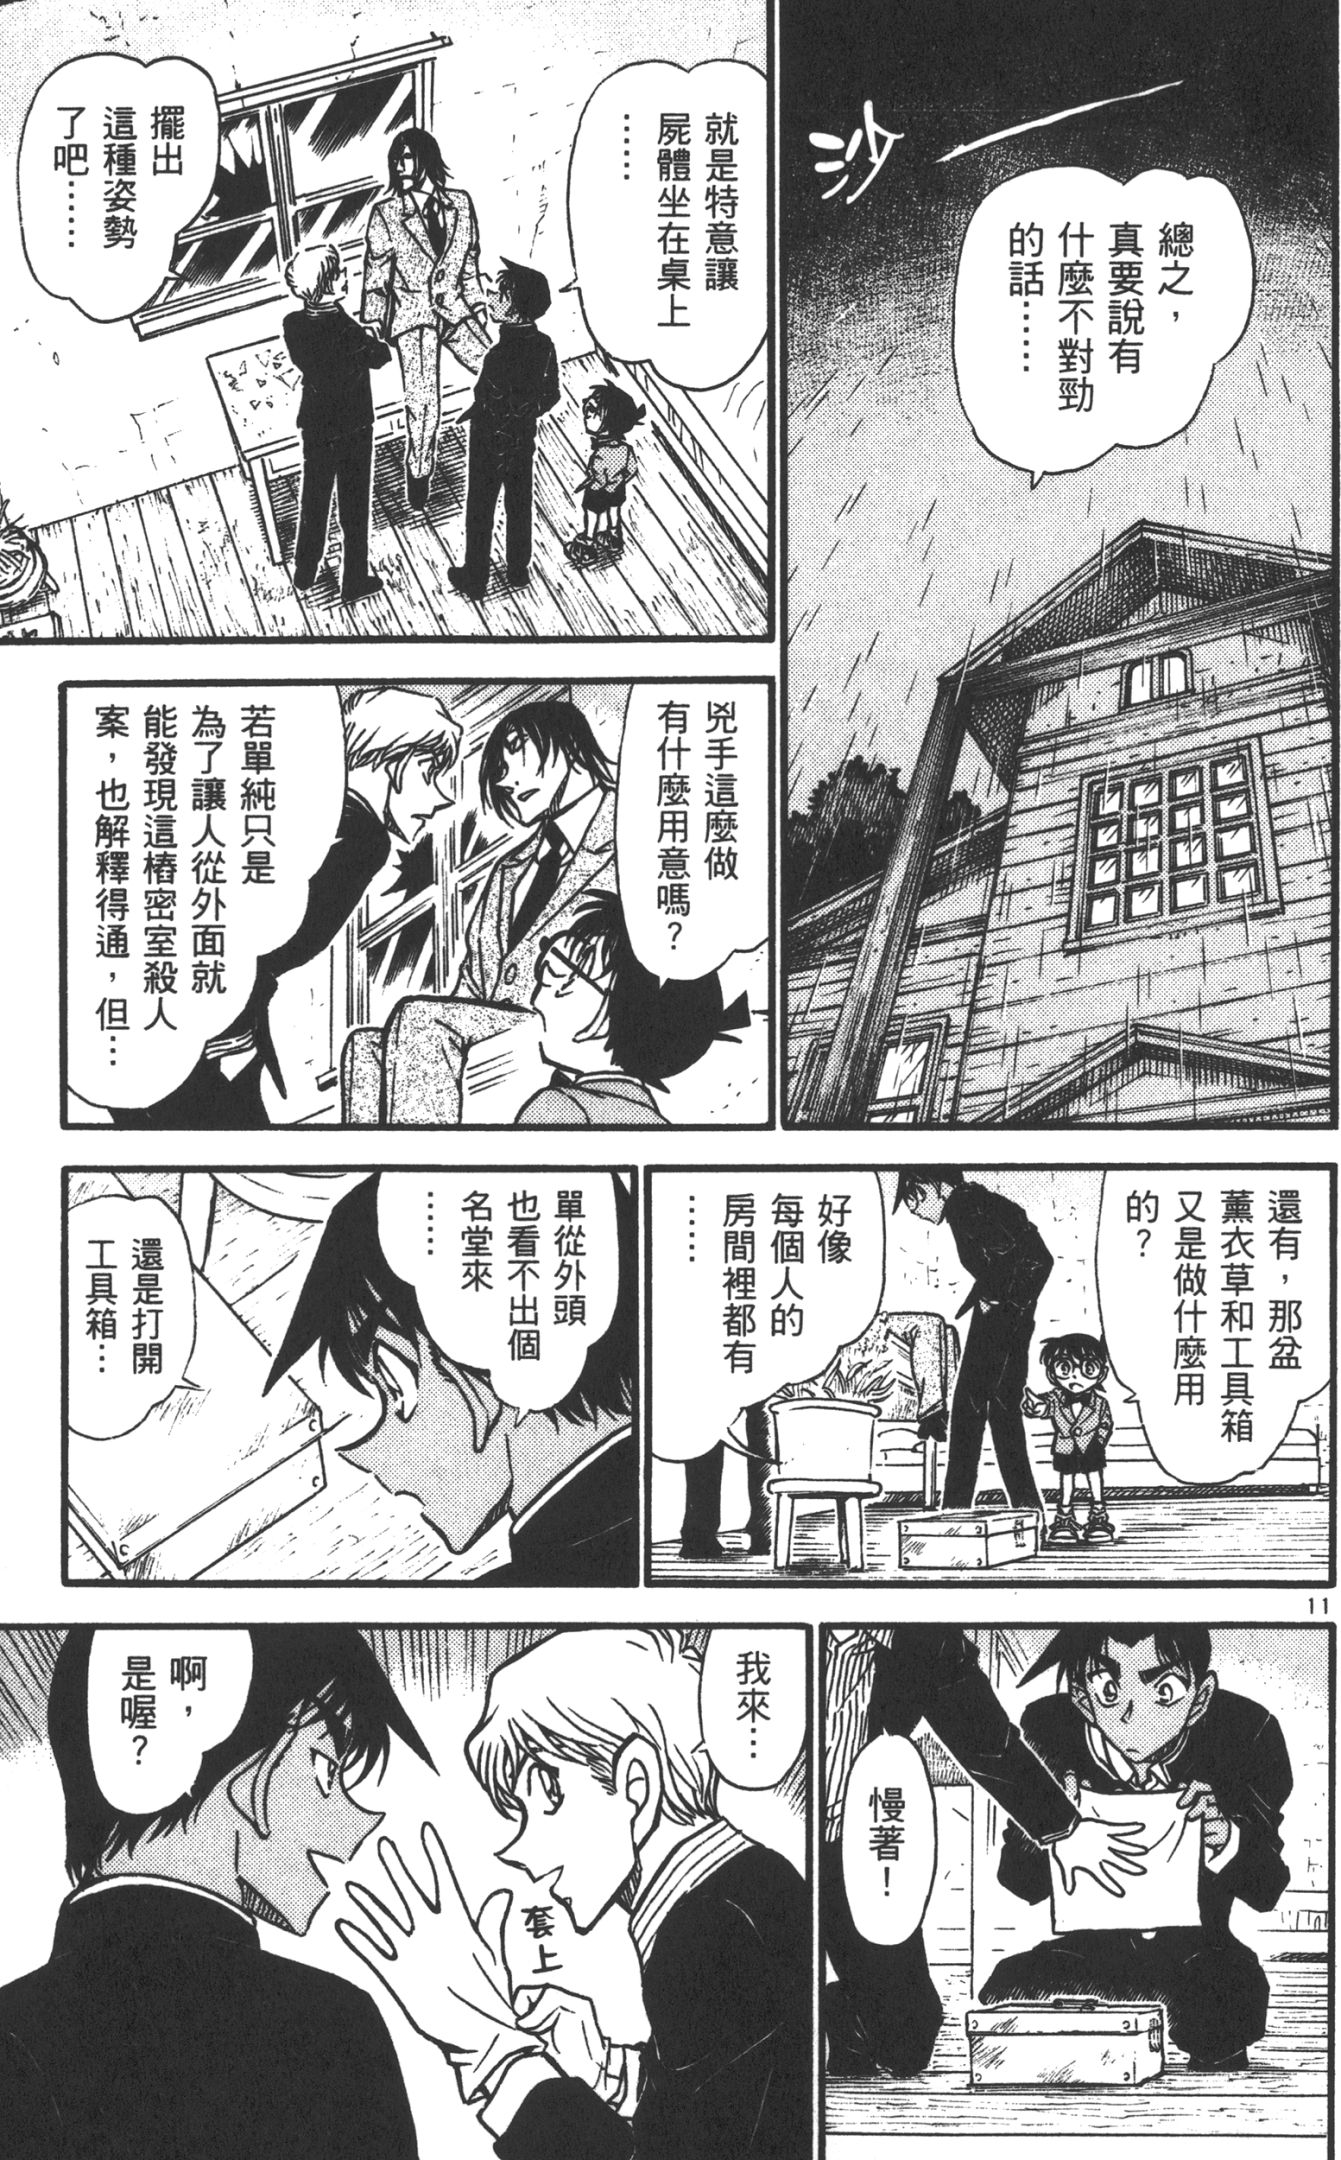 沙
總之，
真要說有
什麼不對勁
的話……
就是特意讓
屍體坐在桌上
……
擺出
這種姿勢
了吧……
兇手這麼做
有什麼用意嗎？
若單純只是
為了讓人從外面就
能發現這樁密室殺人
案，也解釋得通，但…
還有，那盆
薰衣草和工具箱
又是做什麼用
的？
好像
每個人的
房間裡都有
……
單從外頭
也看不出個
名堂來
……
還是打開
工具箱…
11
慢著！
我來…
套上
啊，
是喔？